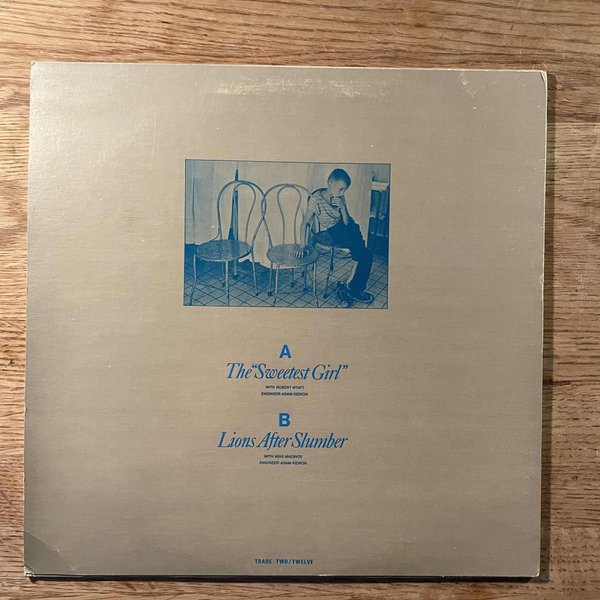 A
The "Sweetest Girl"
WITH ROBERT WYATT
ENGINEER·ADAM KIDRON
B
Lions After Slumber
WITH MIKE MACAVOY
ENGINEER·ADAM·KIDRON
TRADE TWO/TWELVE